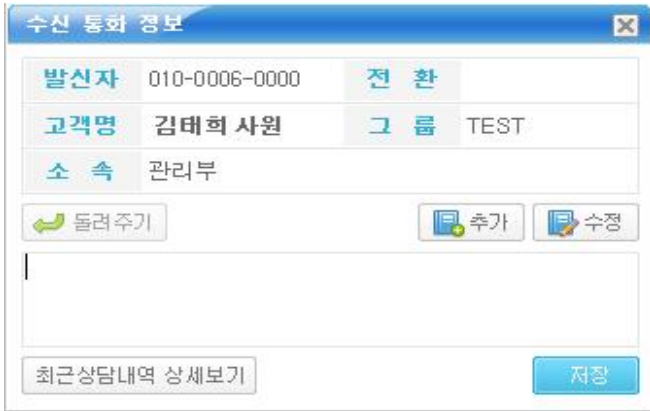 수신 통화 정보
발신자 010-0006-0000 전 환
고객명 김태희 사원 그 룹 TEST
소 속 관리부
돌려주기 추가 수정
최근상담내역 상세보기 저장